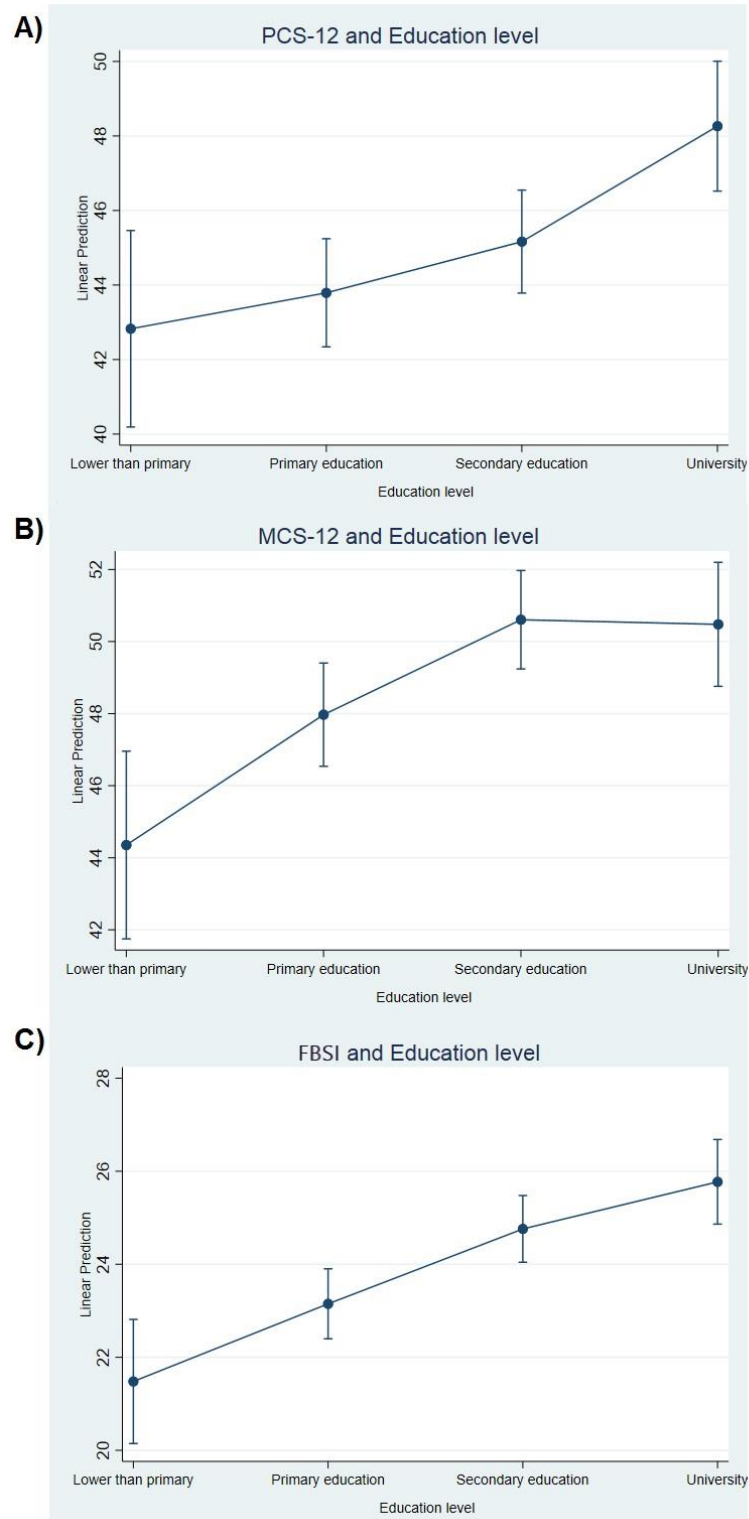 A)
PCS-12 and Education level
50
48
46
44
42
40
Linear Prediction
Lower than primary Primary education Secondary education University
Education level
B)
MCS-12 and Education level
52
50
48
46
44
42
Linear Prediction
Lower than primary Primary education Secondary education University
Education level
C)
FBSI and Education level
28
26
24
22
20
Linear Prediction
Lower than primary Primary education Secondary education University
Education level